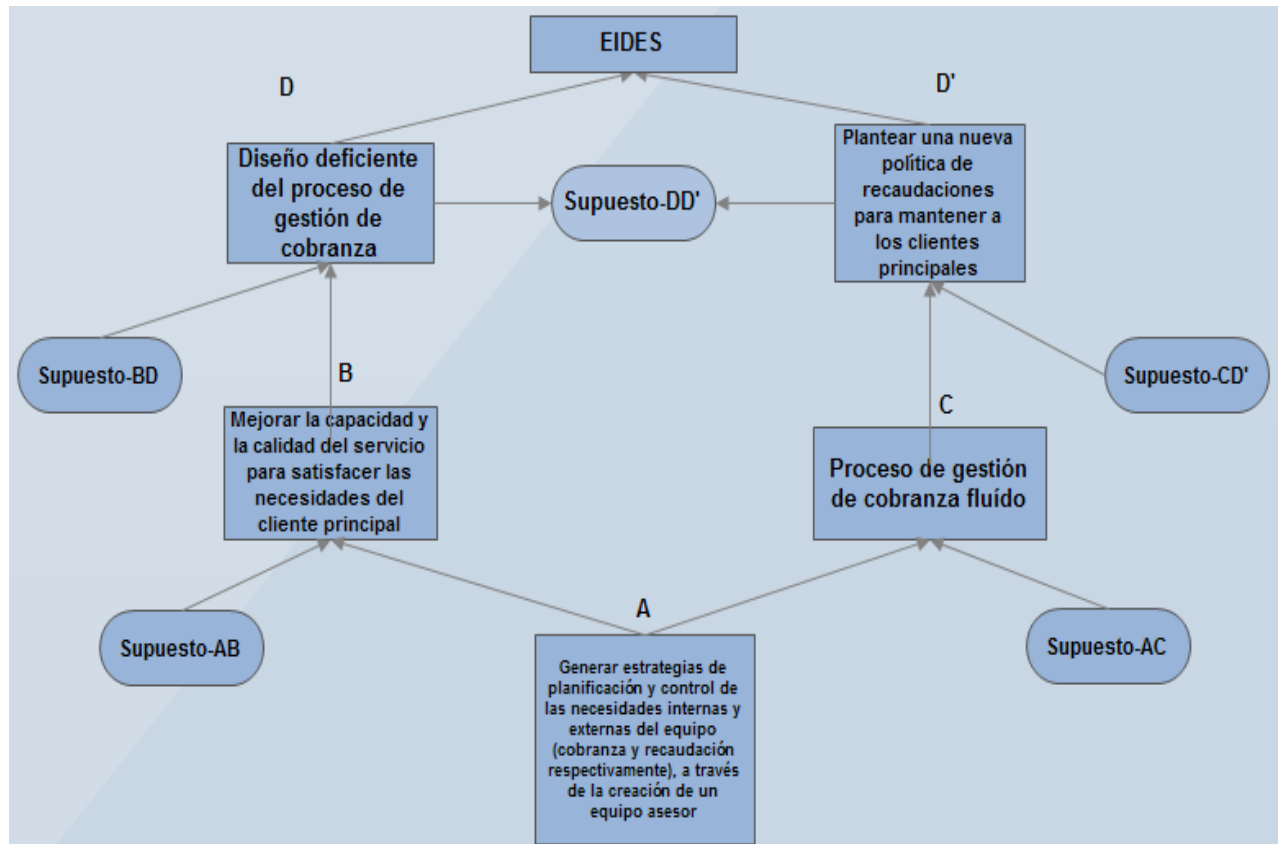 EIDES
D
D'
Diseño deficiente
del proceso de
gestión de
cobranza
Supuesto-DD'
Plantear una nueva
política de
recaudaciones
para mantener a
los clientes
principales
Supuesto-BD
B
Supuesto-CD'
C
Mejorar la capacidad y
la calidad del servicio
para satisfacer las
necesidades del
cliente principal
Proceso de gestión
de cobranza fluído
Supuesto-AB
A
Supuesto-AC
Generar estrategias de
planificación y control de
las necesidades internas y
externas del equipo
(cobranza y recaudación
respectivamente), a través
de la creación de un
equipo asesor